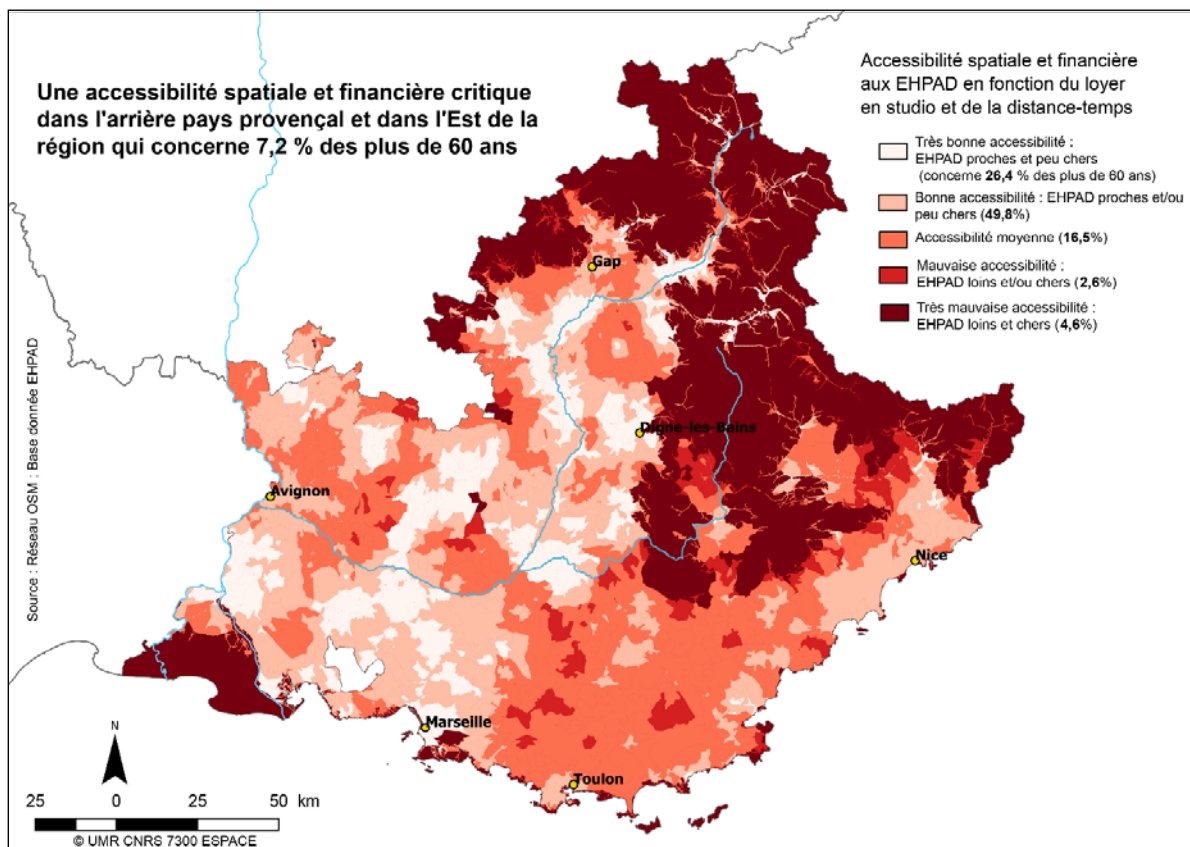 Une accessibilité spatiale et financière critique
dans l'arrière pays provençal et dans l'Est de la
région qui concerne 7,2 % des plus de 60 ans
Accessibilité spatiale et financière
aux EHPAD en fonction du loyer
en studio et de la distance-temps
Très bonne accessibilité :
EHPAD proches et peu chers
(concerne 26,4 % des plus de 60 ans)
Bonne accessibilité : EHPAD proches et/ou
peu chers (49,8%)
Accessibilité moyenne (16,5%)
Mauvaise accessibilité :
EHPAD loins et/ou chers (2,6%)
Très mauvaise accessibilité :
EHPAD loins et chers (4,6%)
Gap
Digne-les-Bains
Avignon
Nice
Marseille
Toulon
Source : Réseau OSM ; Base donnée EHPAD
N
25 0 25 50 km
© UMR CNRS 7300 ESPACE